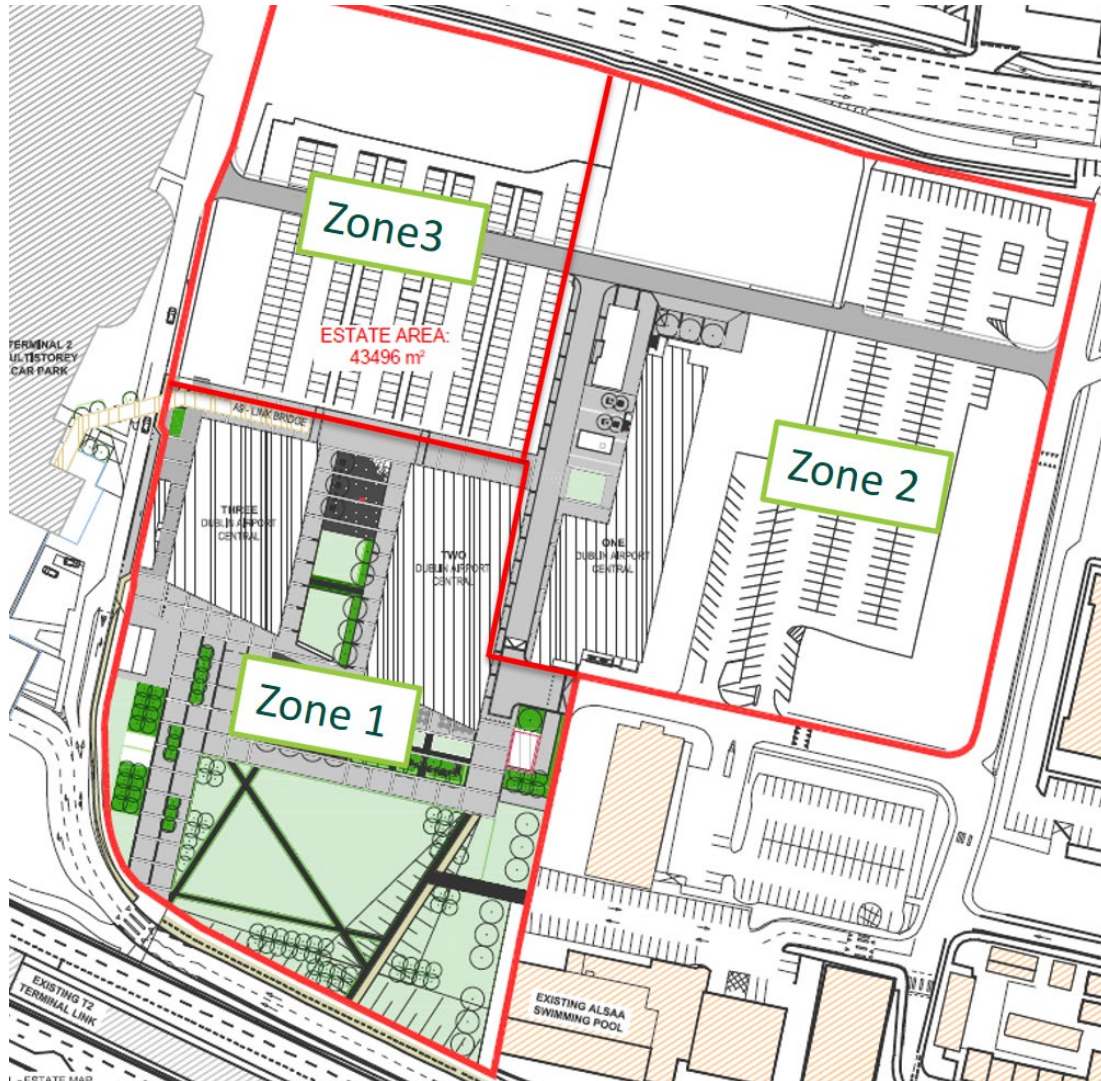 Zone3
ESTATE AREA:
43496 m²
TERMINAL 2
ULTISTOREY
CAR PARK
A9 - LINK BRIDGE
Zone 2
THREE
DUBLIN AIRPORT
CENTRAL
TWO
DUBLIN AIRPORT
CENTRAL
ONE
DUBLIN AIRPORT
CENTRAL
Zone 1
EXISTING T2
TERMINAL LINK
EXISTING ALSAA
SWIMMING POOL
ESTATE MAP